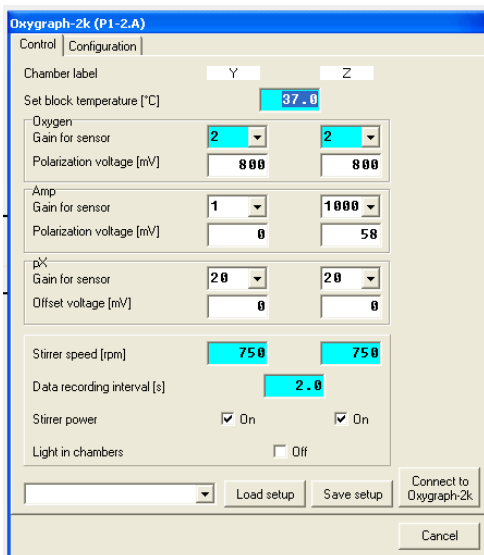 Oxygraph-2k (P1-2.A)
Control Configuration
Chamber label Y Z
Set block temperature [°C] 37.0
Oxygen
Gain for sensor 2 2
Polarization voltage [mV] 800 800
Amp
Gain for sensor 1 1000
Polarization voltage [mV] 0 58
pX
Gain for sensor 20 20
Offset voltage [mV] 0 0
Stirrer speed [rpm] 750 750
Data recording interval [s] 2.0
Stirrer power On On
Light in chambers Off
Load setup Save setup Connect to
Oxygraph-2k
Cancel